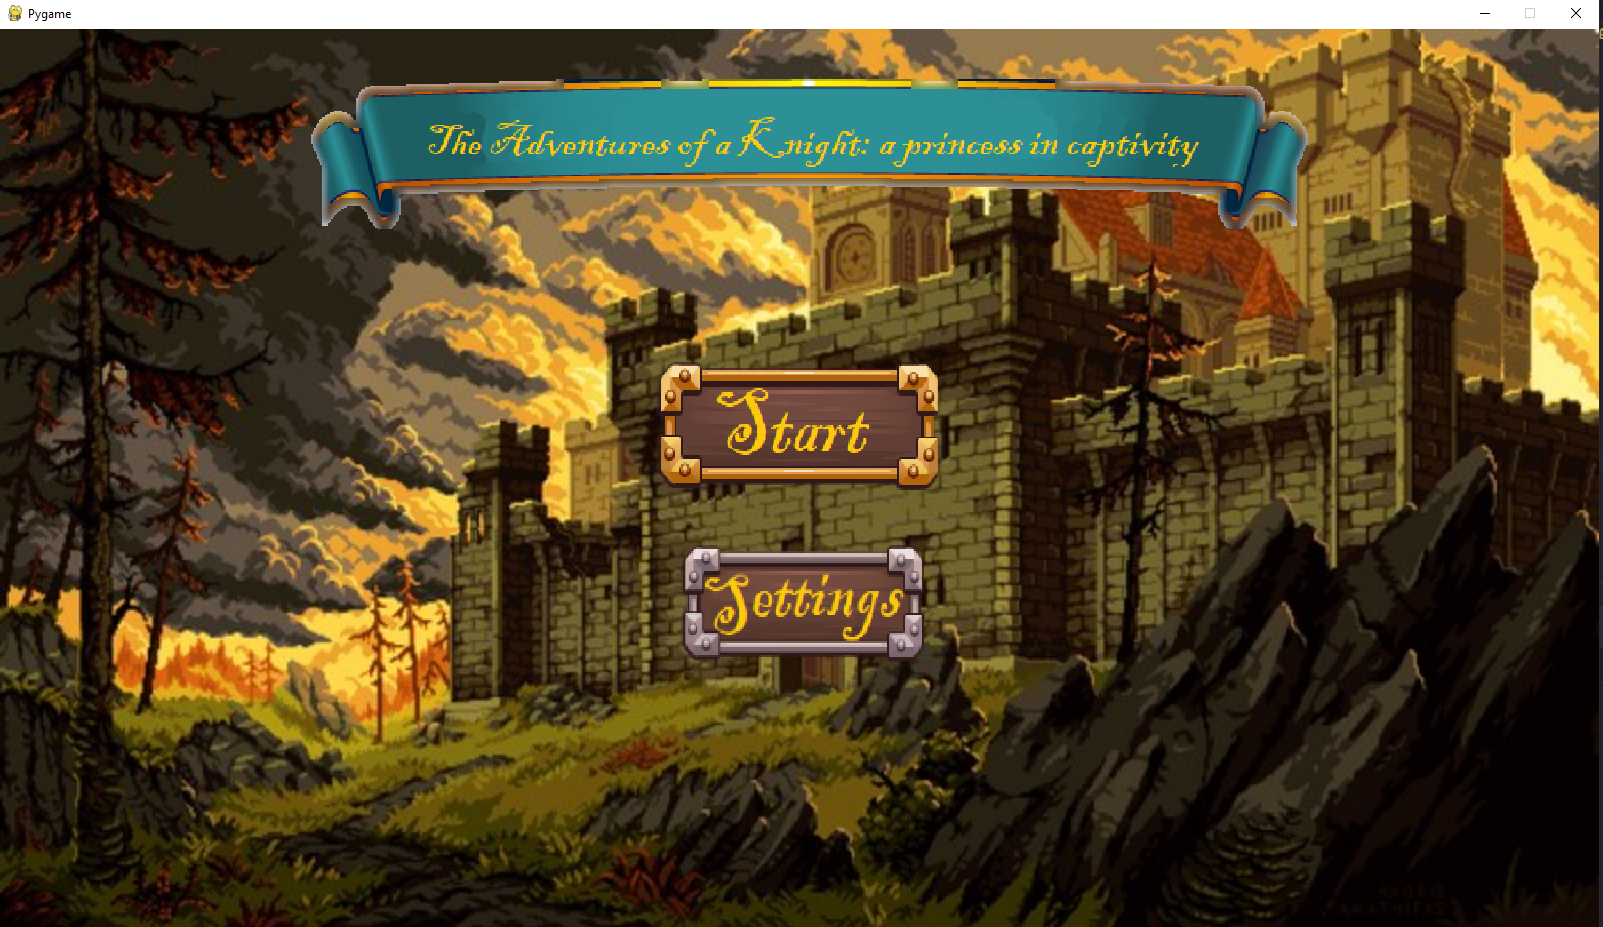 Pygame
The Adventures of a Knight: a princess in captivity
Start
Settings